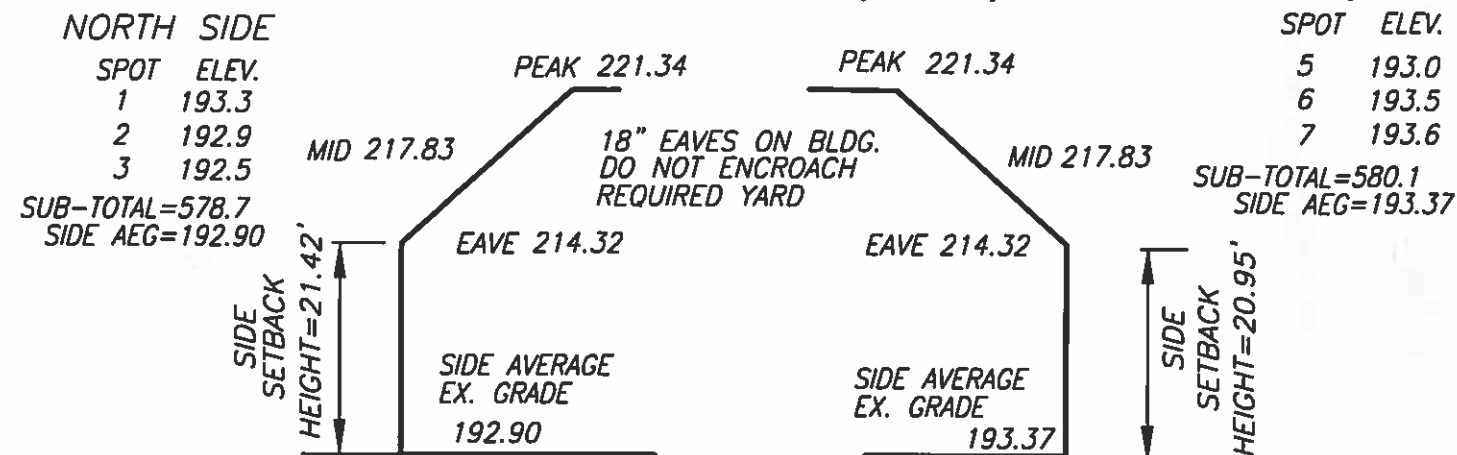 NORTH SIDE
SPOT ELEV.
1 193.3
2 192.9
3 192.5
SUB-TOTAL=578.7
SIDE AEG=192.90
PEAK 221.34
MID 217.83
EAVE 214.32
SIDE
SETBACK
HEIGHT=21.42'
SIDE AVERAGE
EX. GRADE
192.90
18" EAVES ON BLDG.
DO NOT ENCROACH
REQUIRED YARD
PEAK 221.34
MID 217.83
EAVE 214.32
SIDE AVERAGE
EX. GRADE
193.37
SIDE
SETBACK
HEIGHT=20.95'
SPOT ELEV.
5 193.0
6 193.5
7 193.6
SUB-TOTAL=580.1
SIDE AEG=193.37